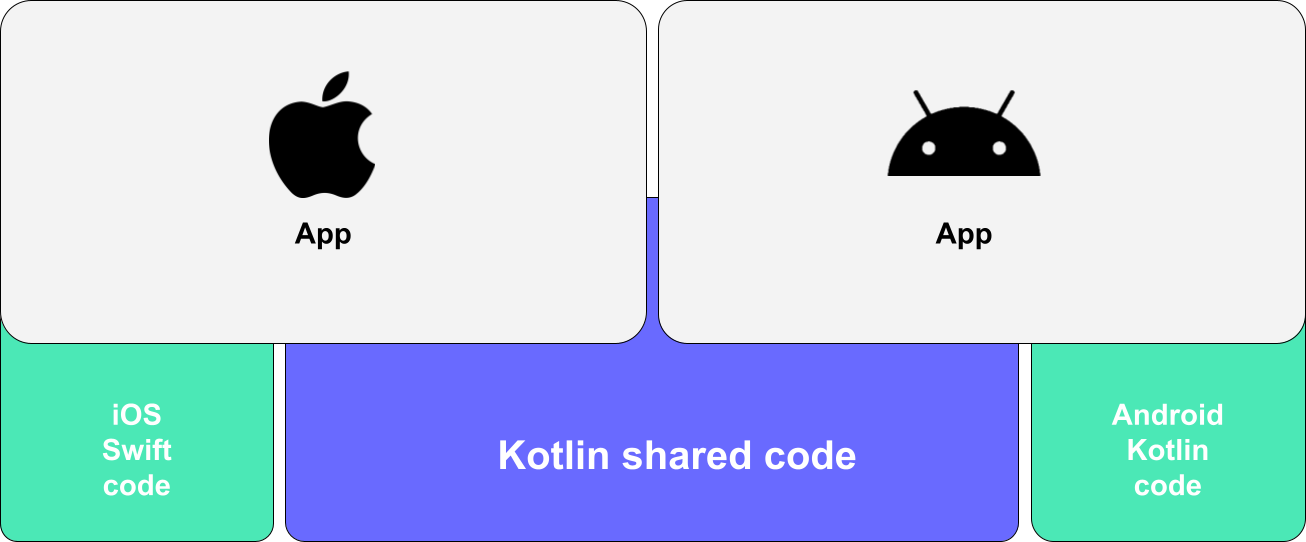 App
App
iOS
Swift
code
Kotlin shared code
Android
Kotlin
code